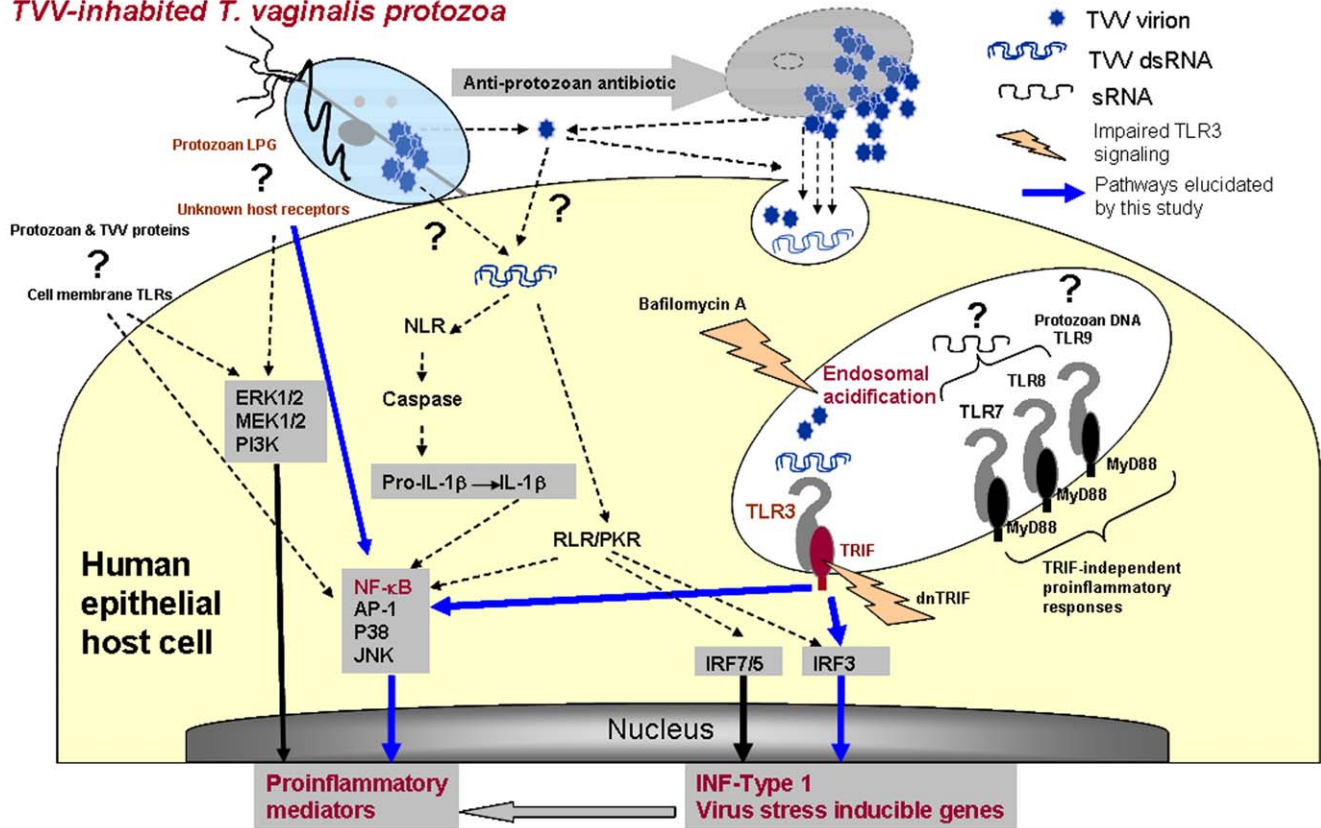 TVV-inhabited T. vaginalis protozoa
TVV virion
TVV dsRNA
sRNA
Impaired TLR3
signaling
Pathways elucidated
by this study
Anti-protozoan antibiotic
Protozoan LPG
?
Unknown host receptors
Protozoan & TVV proteins
?
Cell membrane TLRs
?
?
NLR
Caspase
Pro-IL-1β → IL-1β
ERK1/2
MEK1/2
PI3K
RLR/PKR
NF-κB
AP-1
P38
JNK
Bafilomycin A
Endosomal
acidification
?
?
Protozoan DNA
TLR9
TLR8
TLR7
MyD88
MyD88
MyD88
TLR3
TRIF
dnTRIF
TRIF-independent
proinflammatory
responses
IRF7/5
IRF3
Human
epithelial
host cell
Nucleus
Proinflammatory
mediators
INF-Type 1
Virus stress inducible genes